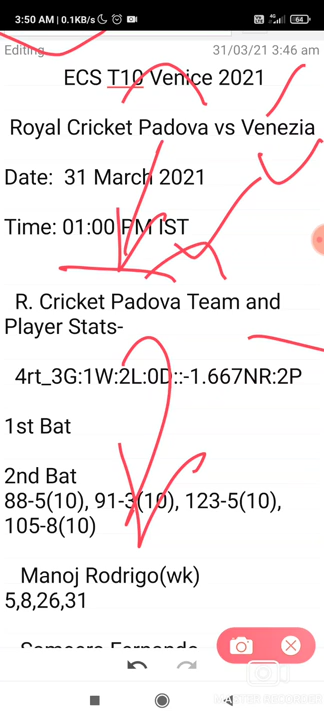 3:50 AM | 0.1KB/s
64
Editing
31/03/21 3:46 am
ECS T10 Venice 2021
Royal Cricket Padova vs Venezia
Date: 31 March 2021
Time: 01:00 PM IST
R. Cricket Padova Team and
Player Stats-
4rt_3G:1W:2L:0D::-1.667NR:2P
1st Bat
2nd Bat
88-5(10), 91-3(10), 123-5(10),
105-8(10)
Manoj Rodrigo(wk)
5,8,26,31